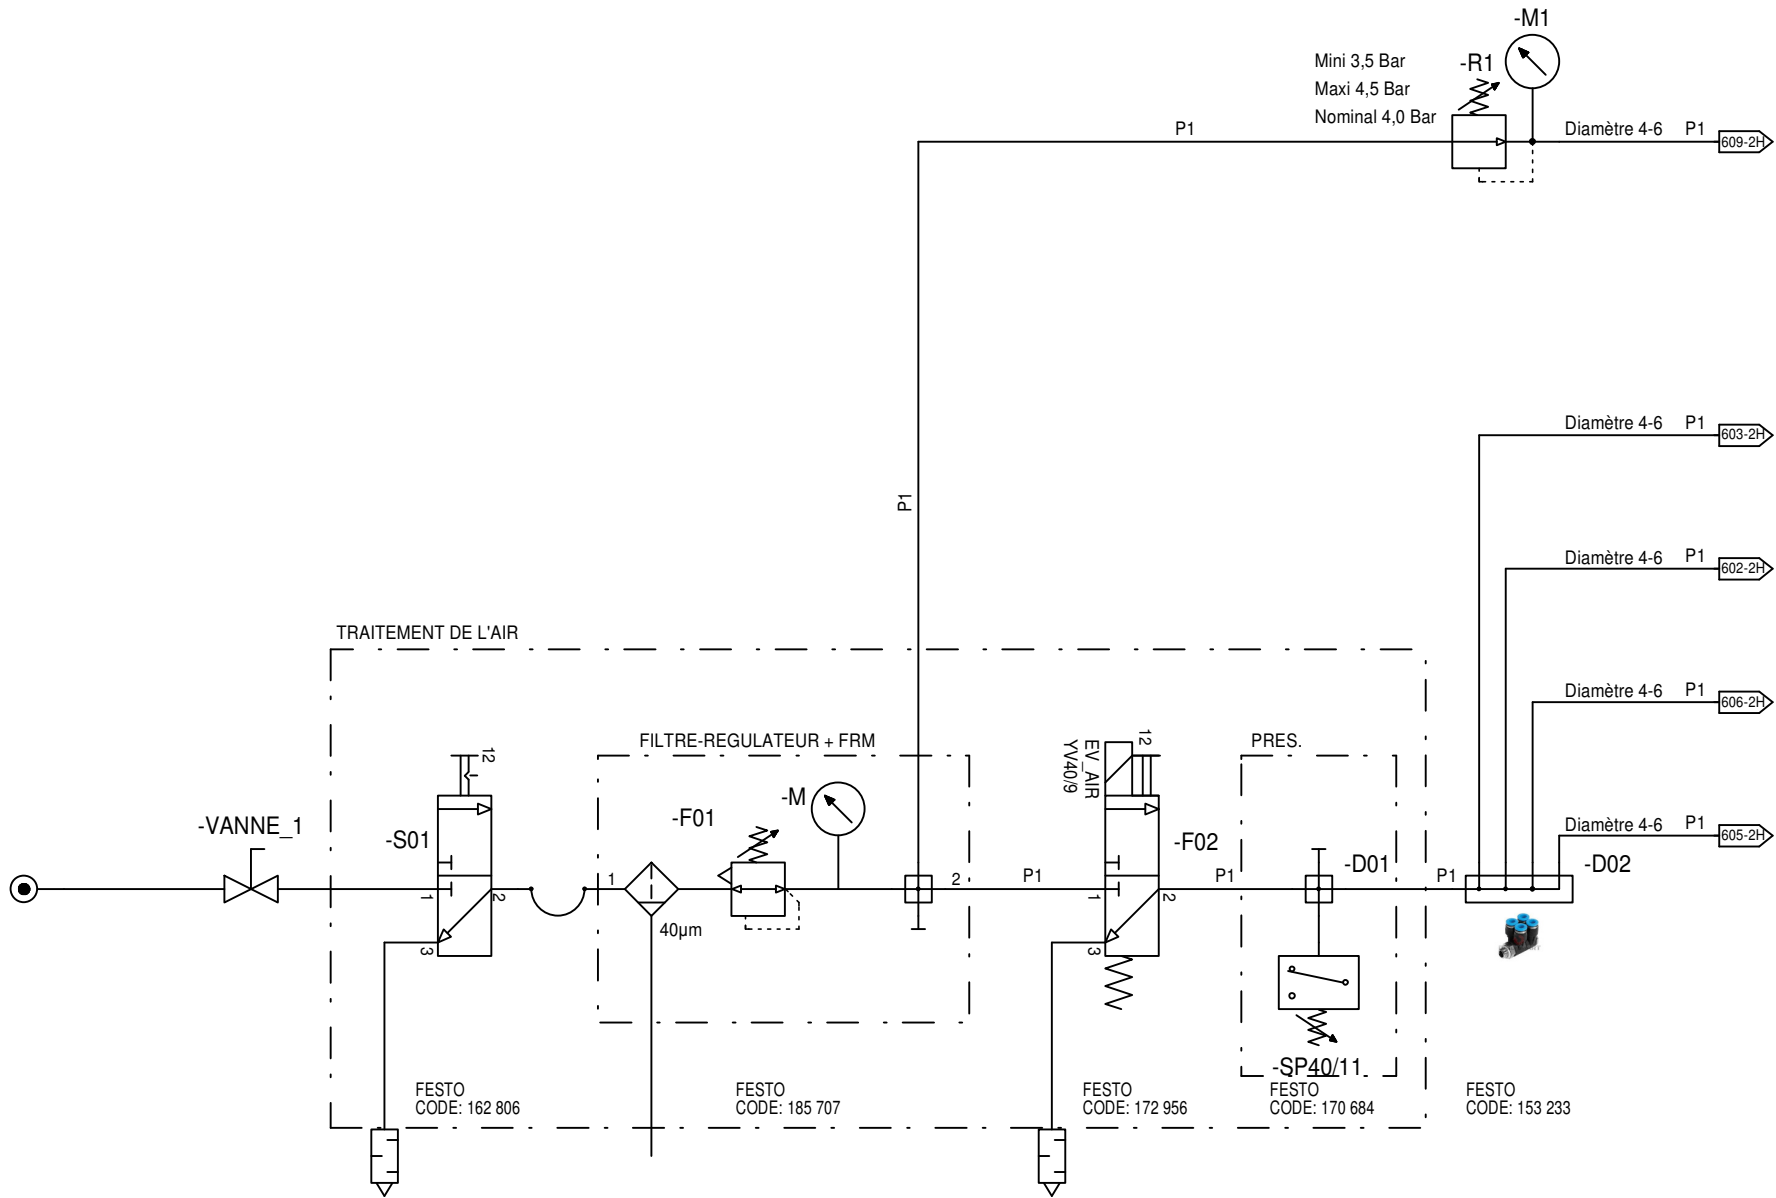 -M1
Mini 3,5 Bar
-R1
Maxi 4,5 Bar
Nominal 4,0 Bar
P1
Diamètre 4-6 P1 609-2H
Diamètre 4-6 P1 603-2H
P1
Diamètre 4-6 P1 602-2H
TRAITEMENT DE L'AIR
Diamètre 4-6 P1 606-2H
FILTRE-REGULATEUR + FRM
PRES.
12
12
EV_AIR
YV40/9
-M
-F01
-VANNE_1
-S01
-F02
Diamètre 4-6 P1 605-2H
-D01
-D02
1
2
3
1
40µm
2
P1
1
2
3
P1
P1
-SP40/11
FESTO
CODE: 162 806
FESTO
CODE: 185 707
FESTO
CODE: 172 956
FESTO
CODE: 170 684
FESTO
CODE: 153 233